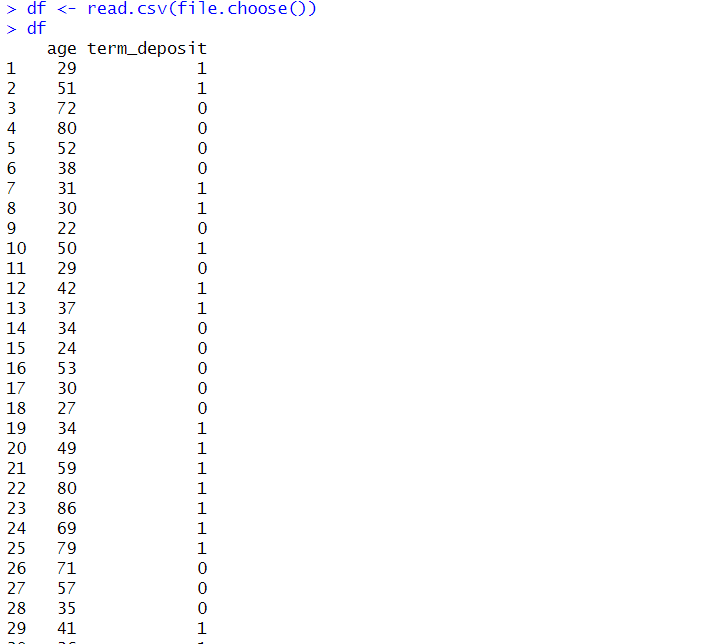 > df <- read.csv(file.choose())
> df
age term_deposit
1 29 1
2 51 1
3 72 0
4 80 0
5 52 0
6 38 0
7 31 1
8 30 1
9 22 0
10 50 1
11 29 0
12 42 1
13 37 1
14 34 0
15 24 0
16 53 0
17 30 0
18 27 0
19 34 1
20 49 1
21 59 1
22 80 1
23 86 1
24 69 1
25 79 1
26 71 0
27 57 0
28 35 0
29 41 1